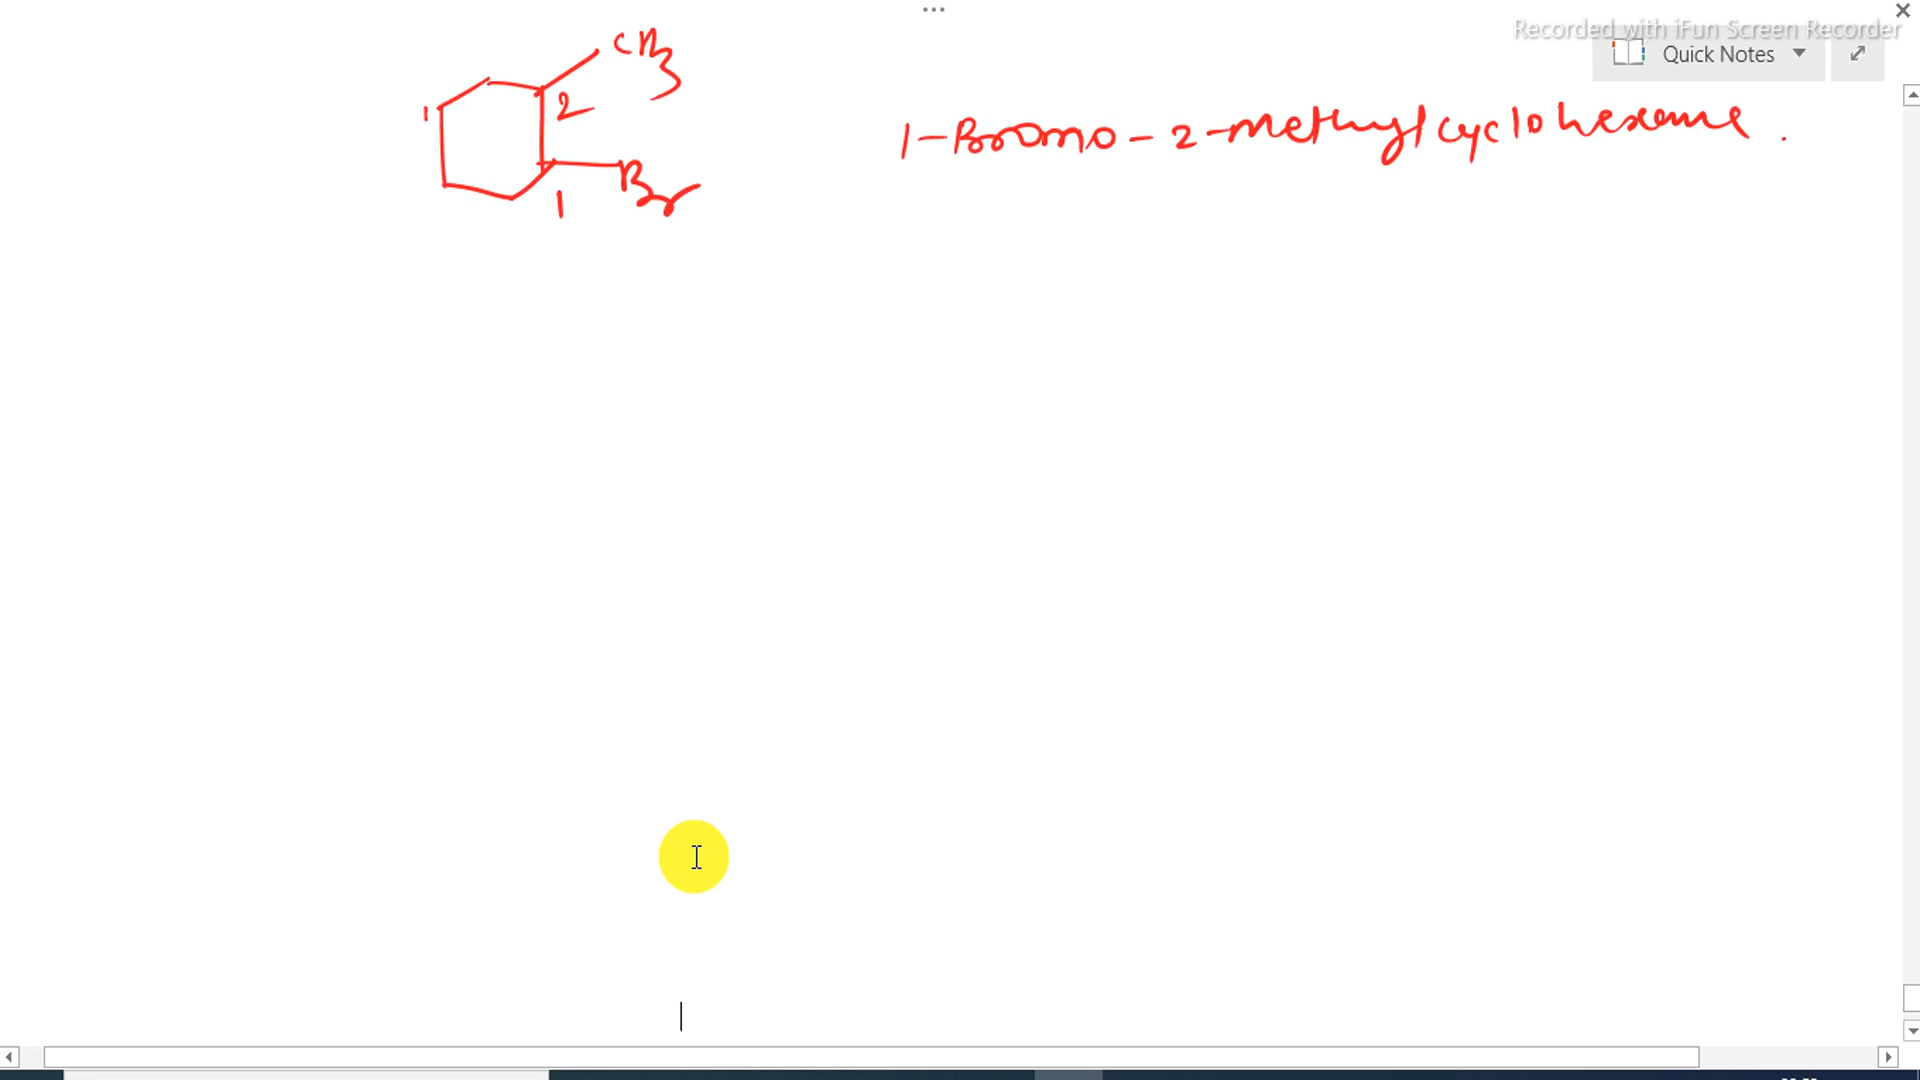 ...
Recorded with iFun Screen Recorder
Quick Notes
CH3
1
2
1-Bromo-2-methylcyclohexane.
Br
1